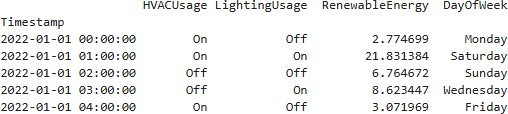 HVACUsage LightingUsage RenewableEnergy DayOfWeek
Timestamp
2022-01-01 00:00:00 On Off 2.774699 Monday
2022-01-01 01:00:00 On On 21.831384 Saturday
2022-01-01 02:00:00 Off Off 6.764672 Sunday
2022-01-01 03:00:00 Off On 8.623447 Wednesday
2022-01-01 04:00:00 On Off 3.071969 Friday